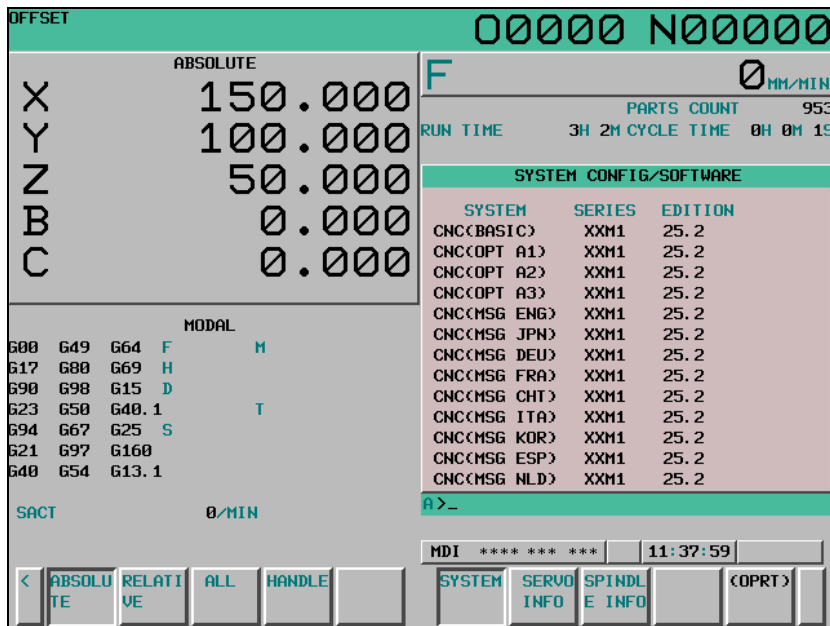 OFFSET
O0000 N00000
ABSOLUTE
X 150.000
Y 100.000
Z 50.000
B 0.000
C 0.000
F 0 MM/MIN
PARTS COUNT 953
RUN TIME 3H 2M CYCLE TIME 0H 0M 1S
MODAL
G00 G49 G64 F M
G17 G80 G69 H
G90 G98 G15 D
G23 G50 G40.1 T
G94 G67 G25 S
G21 G97 G160
G40 G54 G13.1
SACT 0/MIN
SYSTEM CONFIG/SOFTWARE
SYSTEM SERIES EDITION
CNC(BASIC) XXM1 25.2
CNC(OPT A1) XXM1 25.2
CNC(OPT A2) XXM1 25.2
CNC(OPT A3) XXM1 25.2
CNC(MSG ENG) XXM1 25.2
CNC(MSG JPN) XXM1 25.2
CNC(MSG DEU) XXM1 25.2
CNC(MSG FRA) XXM1 25.2
CNC(MSG CHT) XXM1 25.2
CNC(MSG ITA) XXM1 25.2
CNC(MSG KOR) XXM1 25.2
CNC(MSG ESP) XXM1 25.2
CNC(MSG NLD) XXM1 25.2
A>_
MDI **** *** *** 11:37:59
< ABSOLU RELATI ALL HANDLE SYSTEM SERVO SPINDL (OPRT)
TE VE INFO E INFO